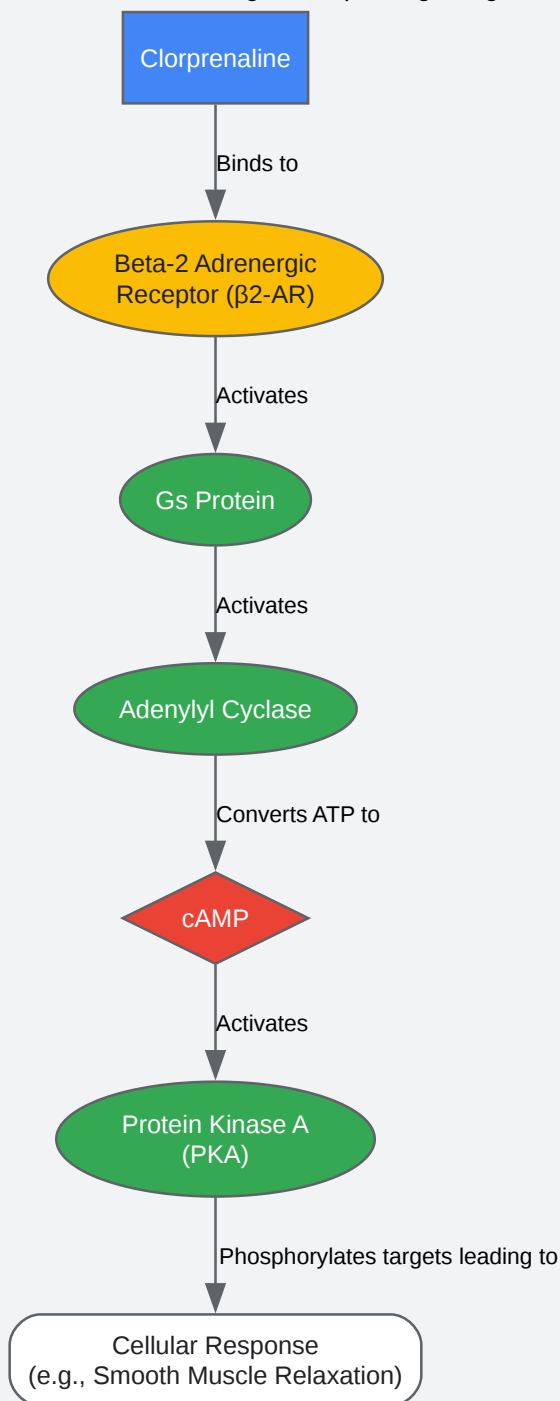 Clorprenaline
Binds to
Beta-2 Adrenergic
Receptor (β2-AR)
Activates
Gs Protein
Activates
Adenylyl Cyclase
Converts ATP to
cAMP
Activates
Protein Kinase A
(PKA)
Phosphorylates targets leading to
Cellular Response
(e.g., Smooth Muscle Relaxation)